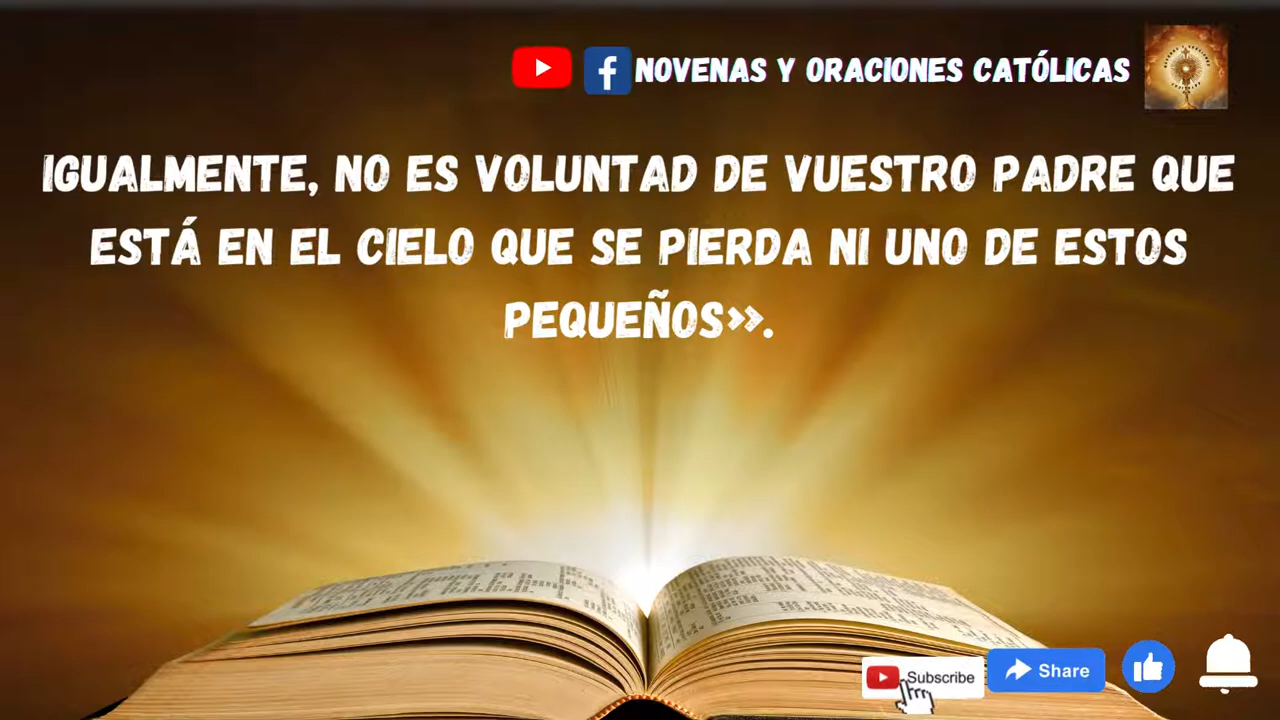 NOVENAS Y ORACIONES CATÓLICAS
IGUALMENTE, NO ES VOLUNTAD DE VUESTRO PADRE QUE
ESTÁ EN EL CIELO QUE SE PIERDA NI UNO DE ESTOS
PEQUEÑOS>>.
Subscribe
Share